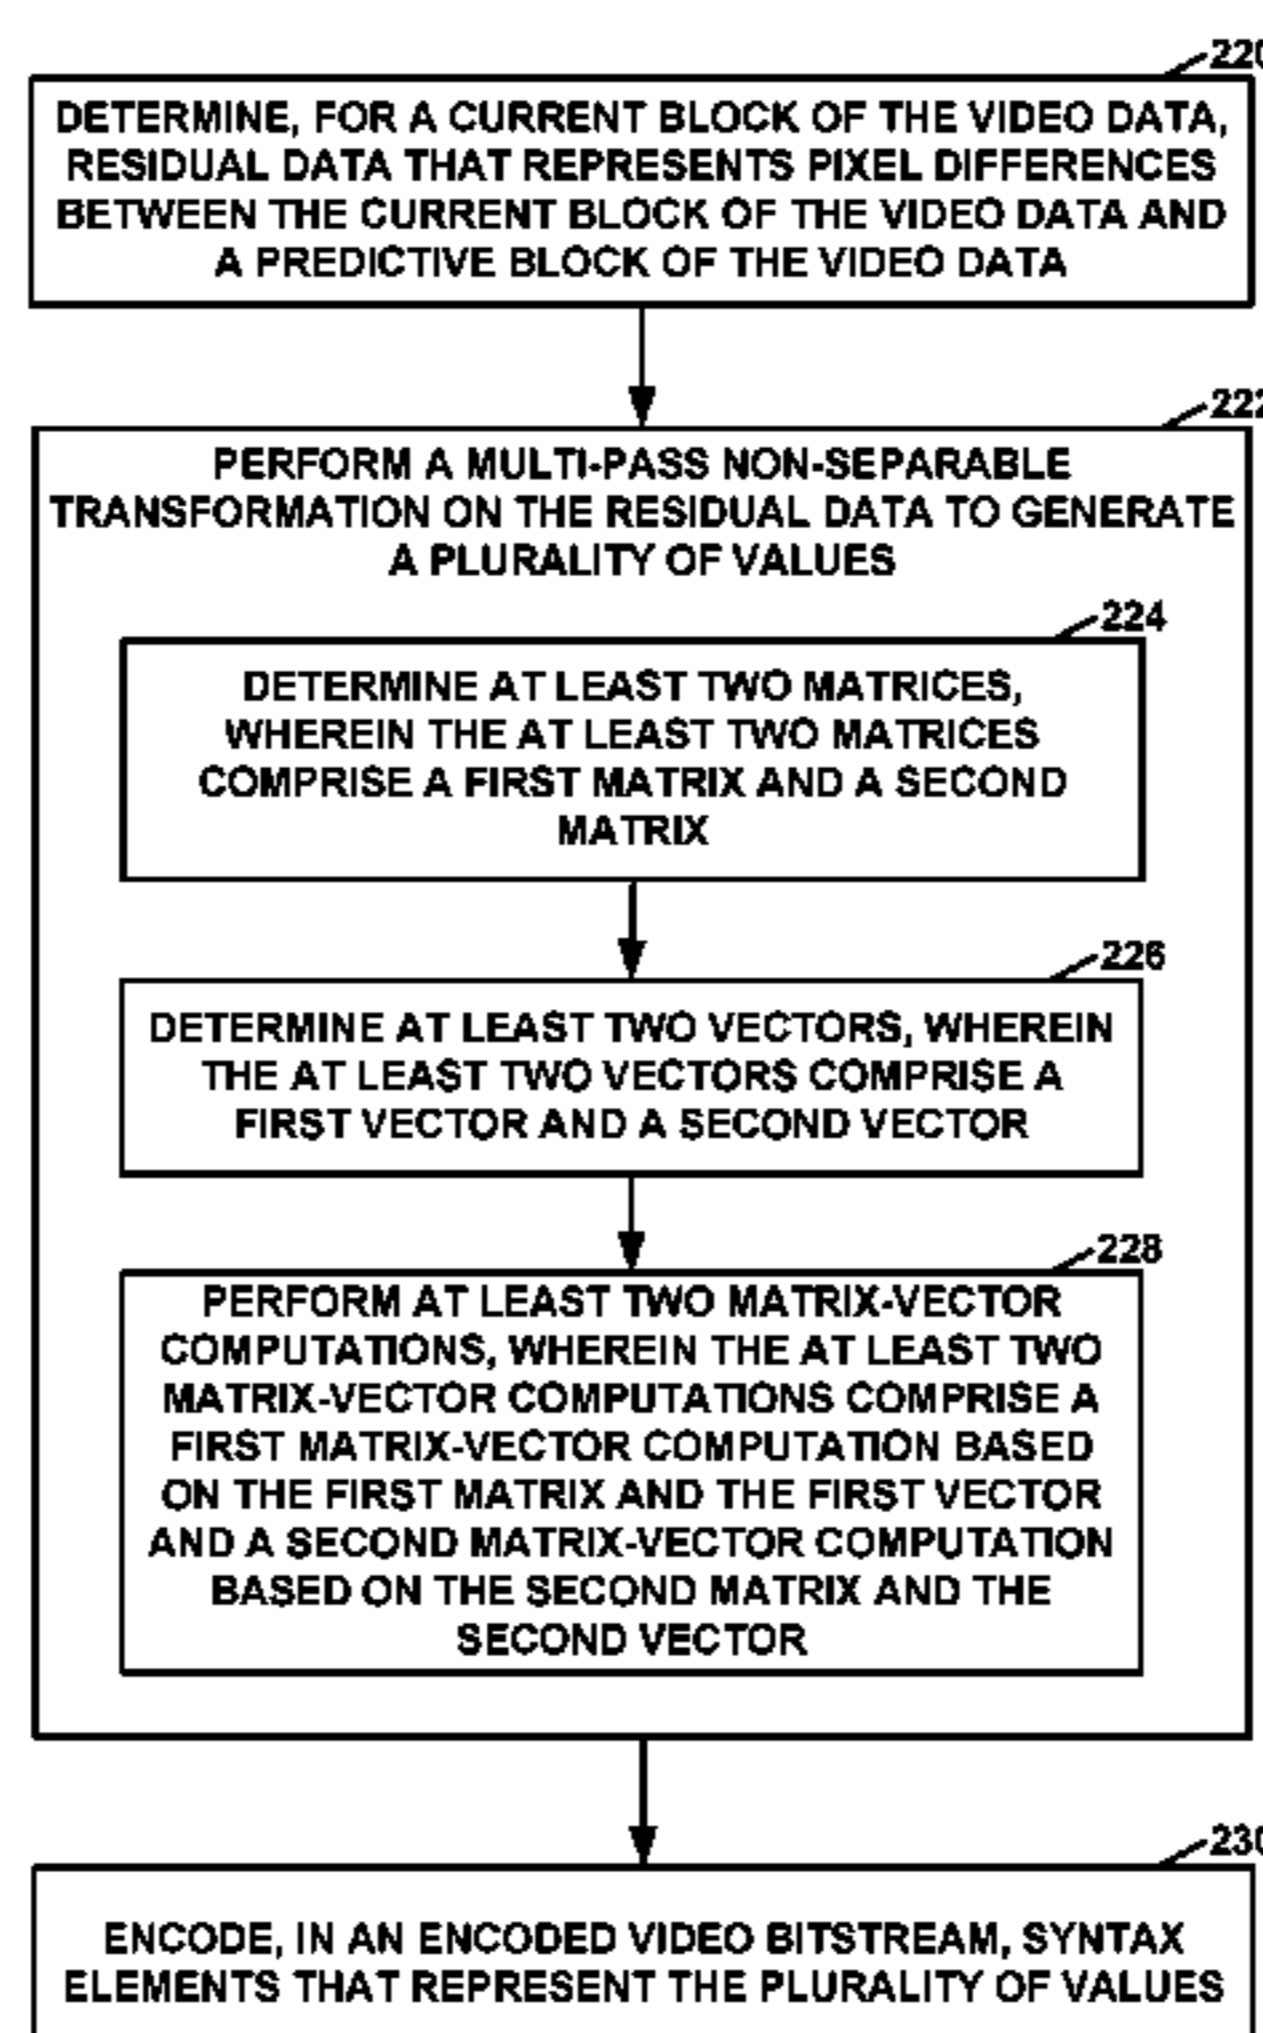 220
DETERMINE, FOR A CURRENT BLOCK OF THE VIDEO DATA,
RESIDUAL DATA THAT REPRESENTS PIXEL DIFFERENCES
BETWEEN THE CURRENT BLOCK OF THE VIDEO DATA AND
A PREDICTIVE BLOCK OF THE VIDEO DATA
222
PERFORM A MULTI-PASS NON-SEPARABLE
TRANSFORMATION ON THE RESIDUAL DATA TO GENERATE
A PLURALITY OF VALUES
224
DETERMINE AT LEAST TWO MATRICES,
WHEREIN THE AT LEAST TWO MATRICES
COMPRISE A FIRST MATRIX AND A SECOND
MATRIX
226
DETERMINE AT LEAST TWO VECTORS, WHEREIN
THE AT LEAST TWO VECTORS COMPRISE A
FIRST VECTOR AND A SECOND VECTOR
228
PERFORM AT LEAST TWO MATRIX-VECTOR
COMPUTATIONS, WHEREIN THE AT LEAST TWO
MATRIX-VECTOR COMPUTATIONS COMPRISE A
FIRST MATRIX-VECTOR COMPUTATION BASED
ON THE FIRST MATRIX AND THE FIRST VECTOR
AND A SECOND MATRIX-VECTOR COMPUTATION
BASED ON THE SECOND MATRIX AND THE
SECOND VECTOR
230
ENCODE, IN AN ENCODED VIDEO BITSTREAM, SYNTAX
ELEMENTS THAT REPRESENT THE PLURALITY OF VALUES